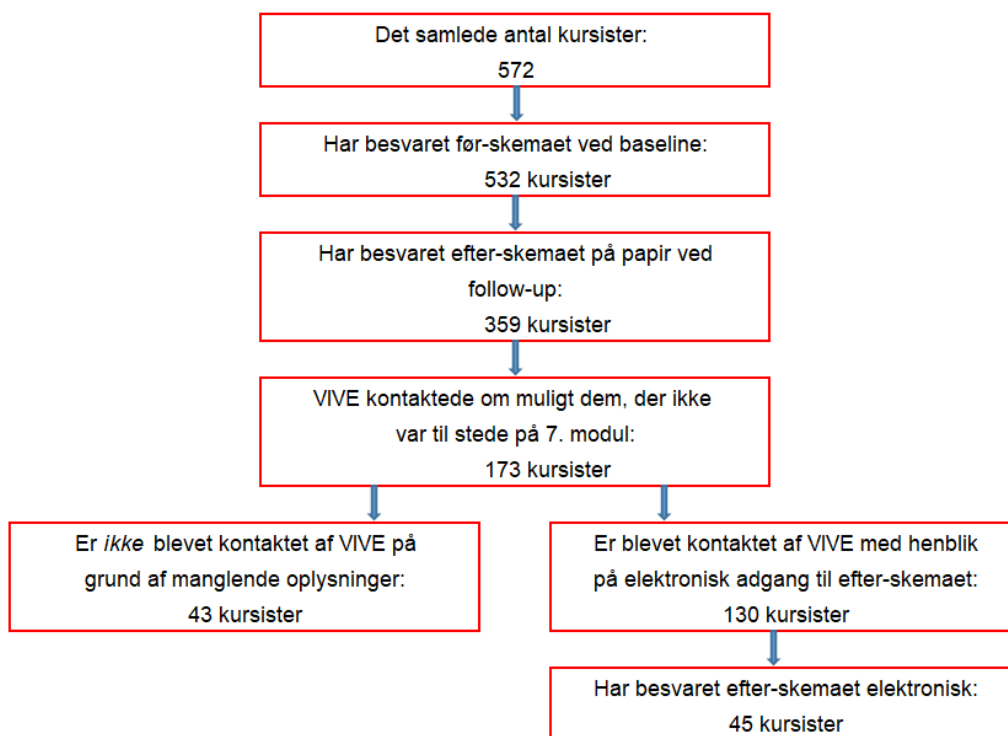 Det samlede antal kursister:
572
Har besvaret før-skemaet ved baseline:
532 kursister
Har besvaret efter-skemaet på papir ved
follow-up:
359 kursister
VIVE kontaktede om muligt dem, der ikke
var til stede på 7. modul:
173 kursister
Er ikke blevet kontaktet af VIVE på
grund af manglende oplysninger:
43 kursister
Er blevet kontaktet af VIVE med henblik
på elektronisk adgang til efter-skemaet:
130 kursister
Har besvaret efter-skemaet elektronisk:
45 kursister